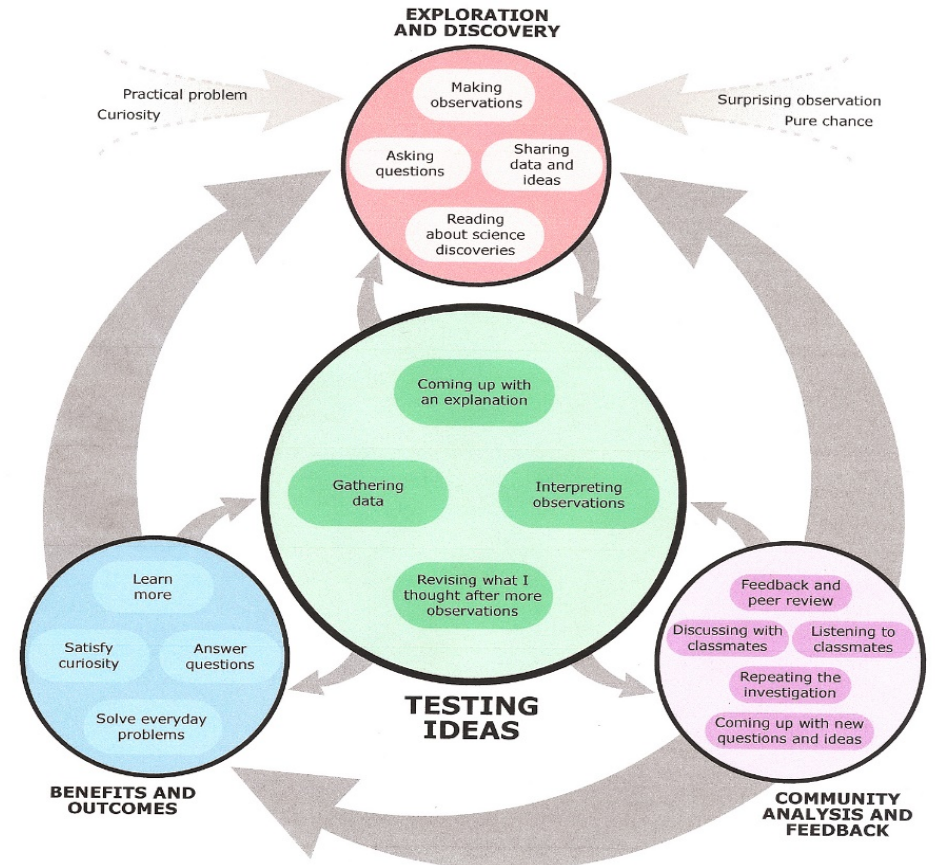 EXPLORATION
AND DISCOVERY
Practical problem
Curiosity
Surprising observation
Pure chance
Making
observations
Asking
questions
Sharing
data and
ideas
Reading
about science
discoveries
Coming up with
an explanation
Gathering
data
Interpreting
observations
Revising what I
thought after more
observations
TESTING
IDEAS
Learn
more
Satisfy
curiosity
Answer
questions
Solve everyday
problems
BENEFITS AND
OUTCOMES
Feedback and
peer review
Discussing with
classmates
Listening to
classmates
Repeating the
investigation
Coming up with new
questions and ideas
COMMUNITY
ANALYSIS AND
FEEDBACK